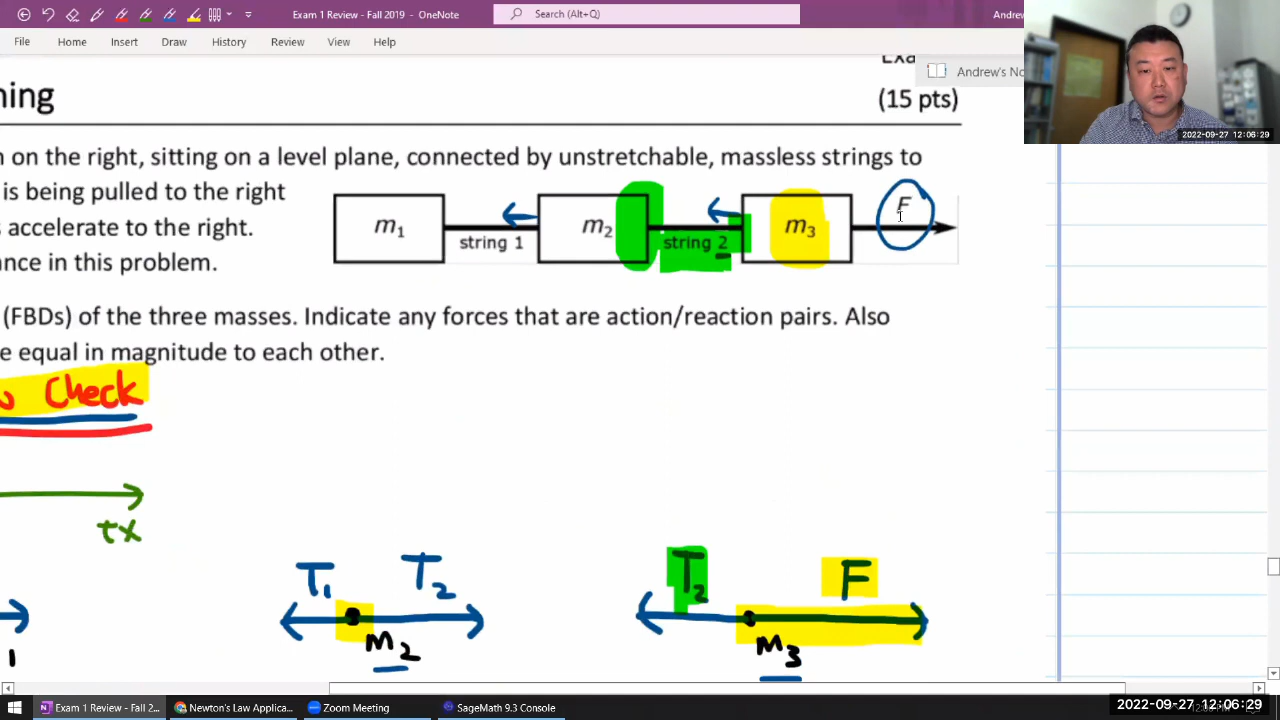 Exam 1 Review - Fall 2019 - OneNote
Search (Alt+Q)
Andrew
File Home Insert Draw History Review View Help
Andrew's No
2022-09-27 12:06:29
ning
(15 pts)
n on the right, sitting on a level plane, connected by unstretchable, massless strings to
is being pulled to the right
s accelerate to the right.
ance in this problem.
m1 string 1 m2 string 2 m3 F
(FBDs) of the three masses. Indicate any forces that are action/reaction pairs. Also
e equal in magnitude to each other.
Check
+x
T1 T2 T2 F
1 m2 m3
Exam 1 Review - Fall 2... Newton's Law Applica... Zoom Meeting SageMath 9.3 Console
2022-09-27 12:06:29